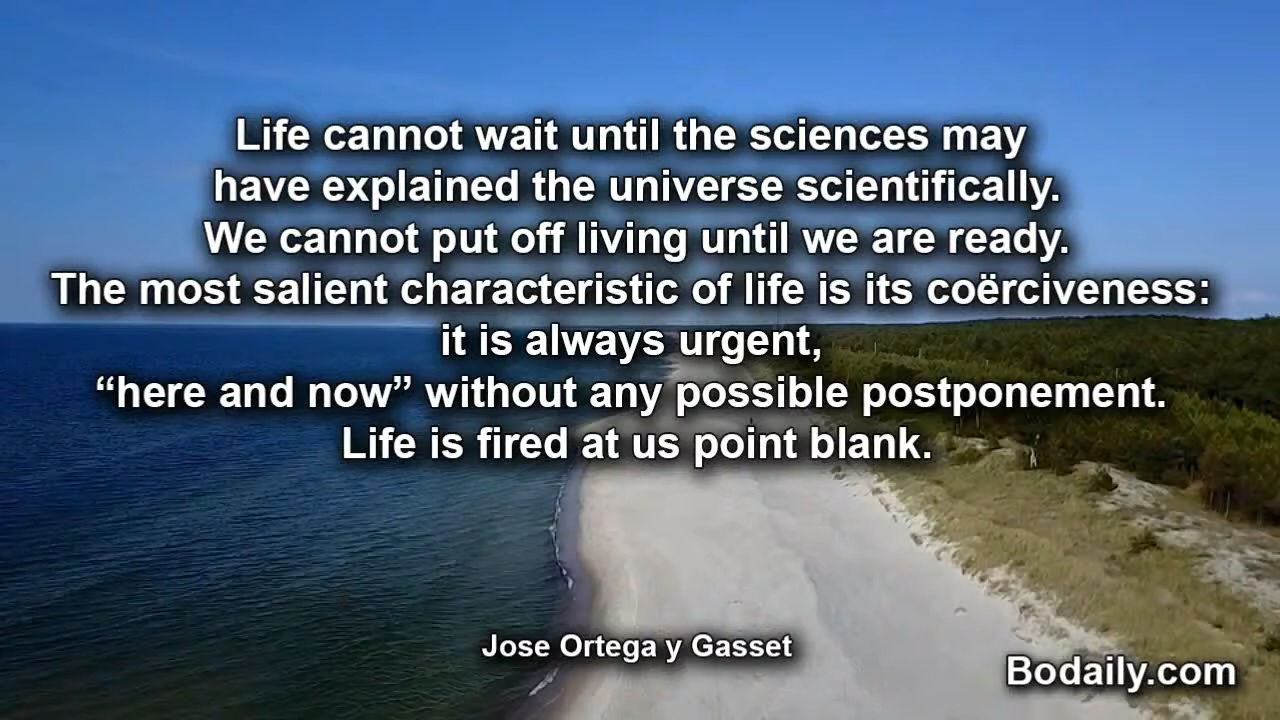 Life cannot wait until the sciences may
have explained the universe scientifically.
We cannot put off living until we are ready.
The most salient characteristic of life is its coërciveness:
it is always urgent,
“here and now” without any possible postponement.
Life is fired at us point blank.
Jose Ortega y Gasset
Bodaily.com